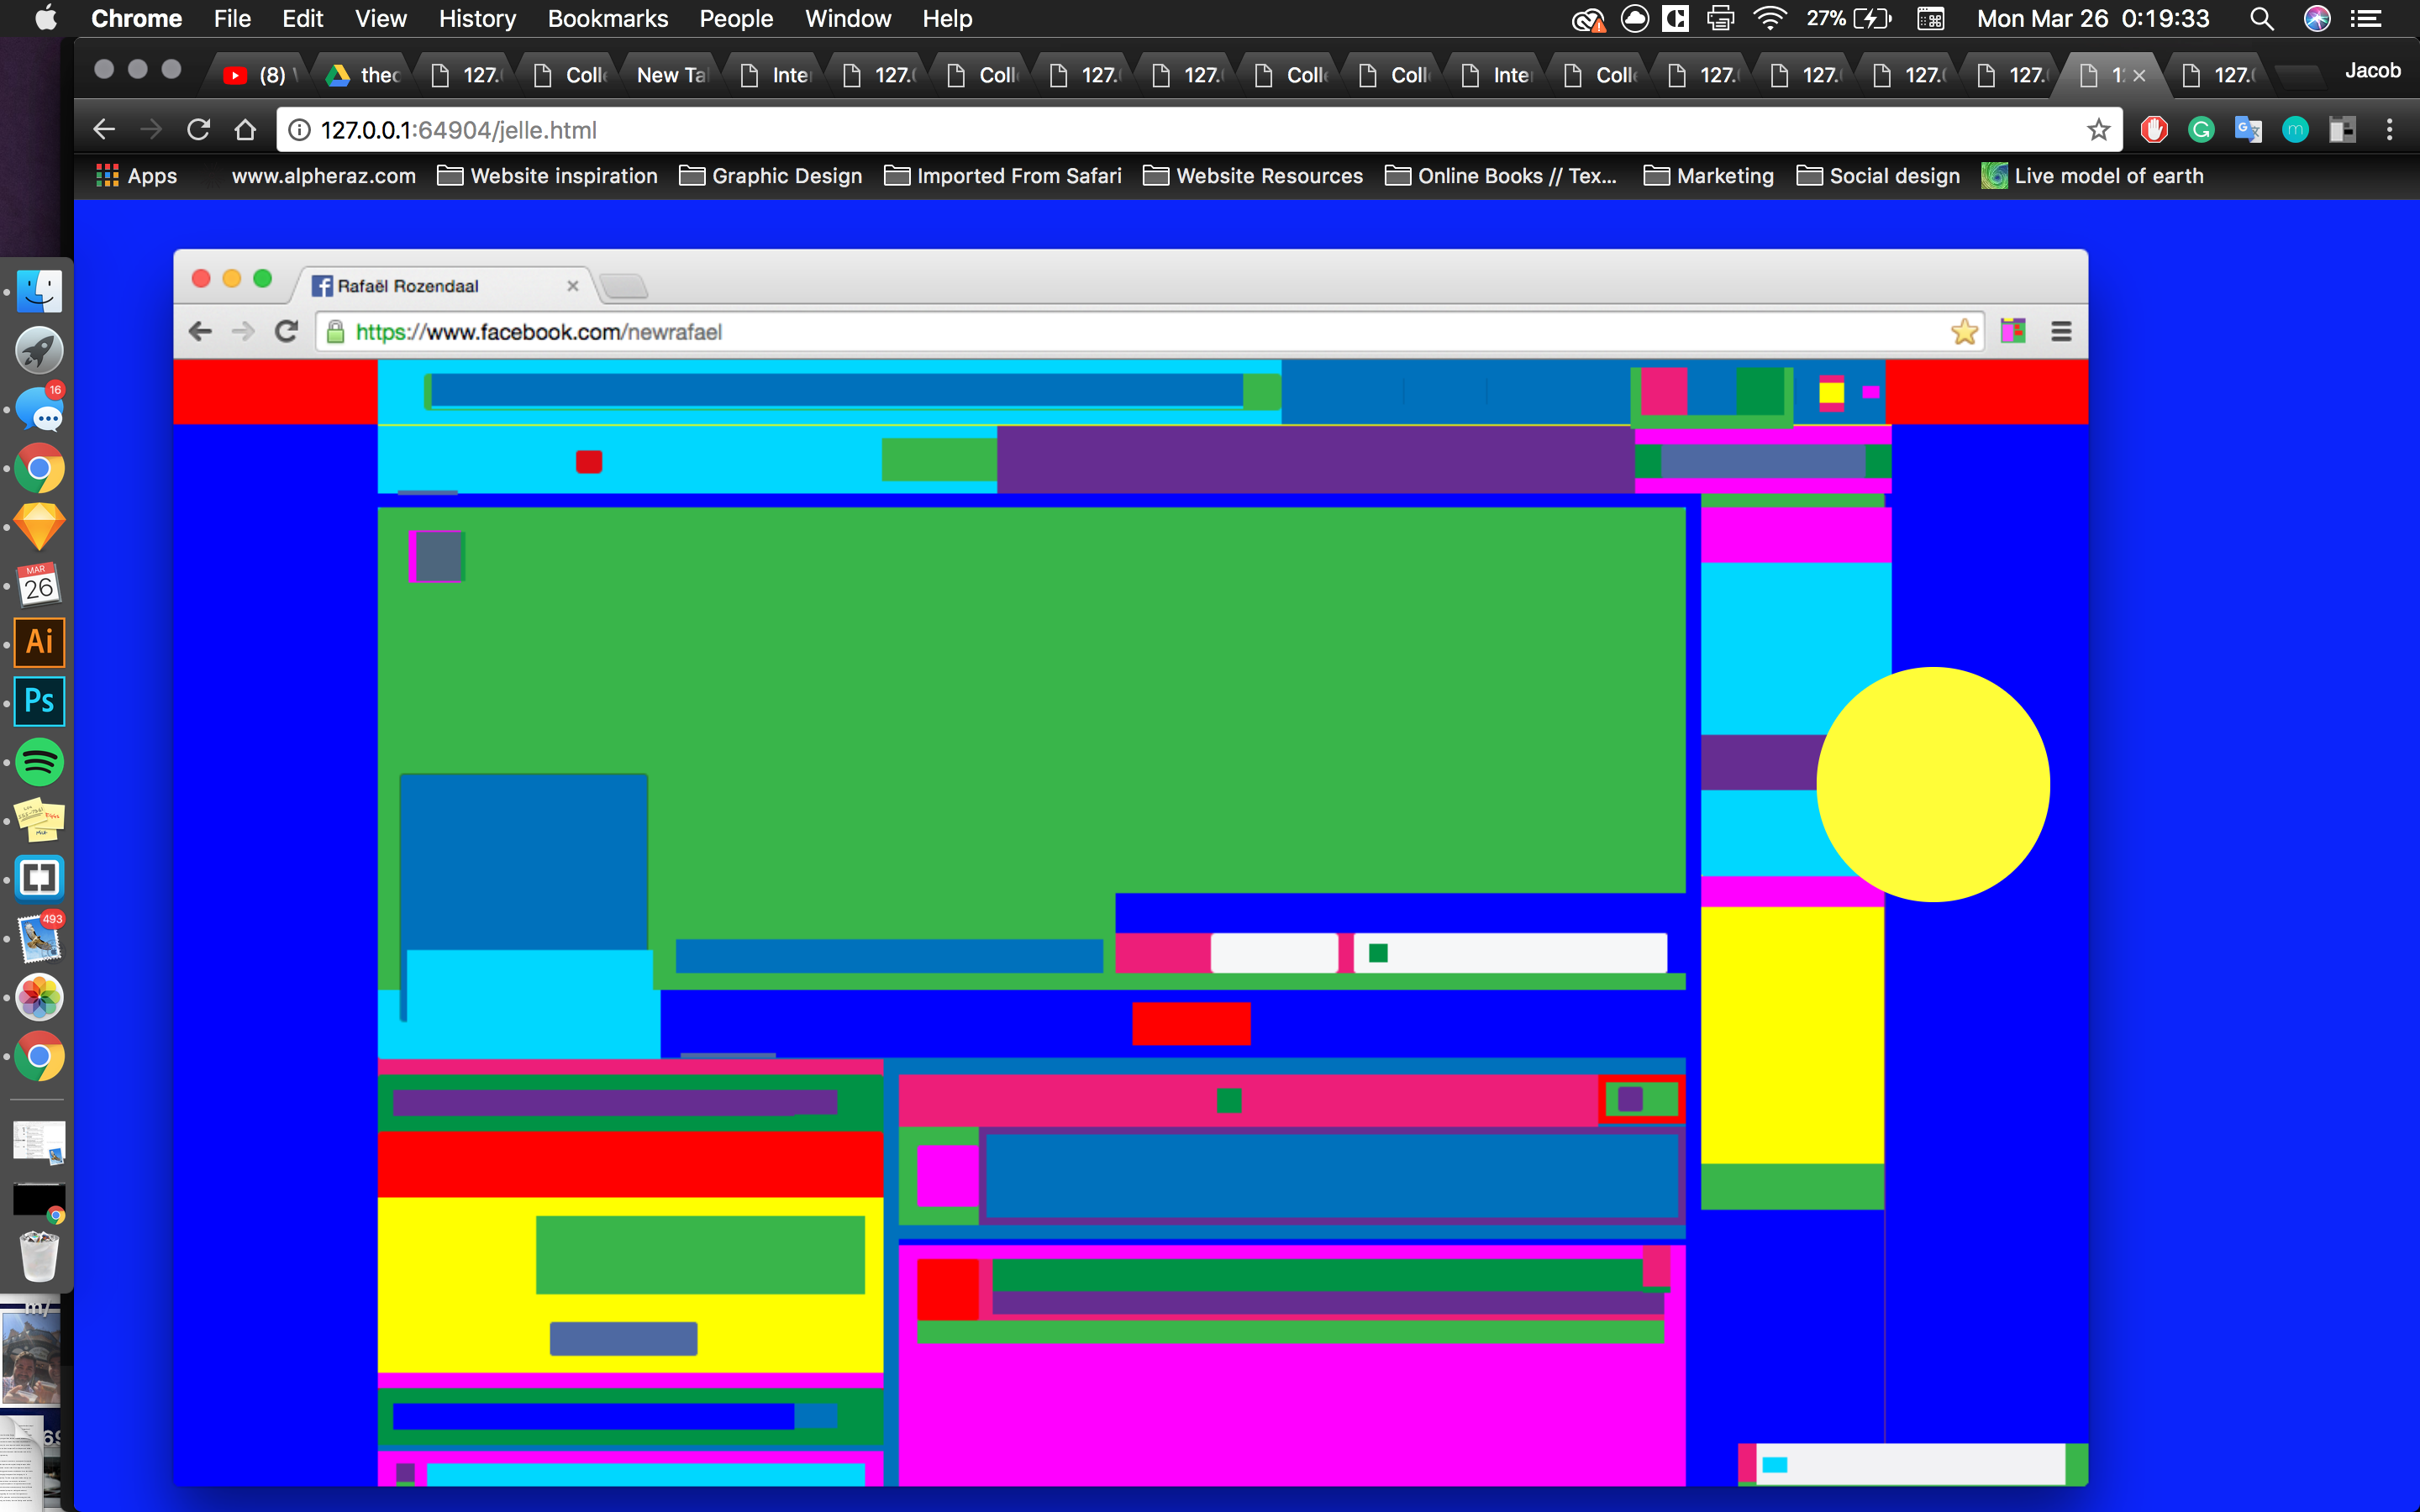 Chrome File Edit View History Bookmarks People Window Help 27% Mon Mar 26 0:19:33
(8) theo 127. Coll New Ta Inte 127. Coll 127. 127. Coll Coll Inte Coll 127. 127. 127. 127. 1 127. Jacob
127.0.0.1:64904/jelle.html
Apps www.alpheraz.com Website inspiration Graphic Design Imported From Safari Website Resources Online Books // Tex... Marketing Social design Live model of earth
Rafaël Rozendaal
https://www.facebook.com/newrafael
16
MAR
26
Ai
Ps
493